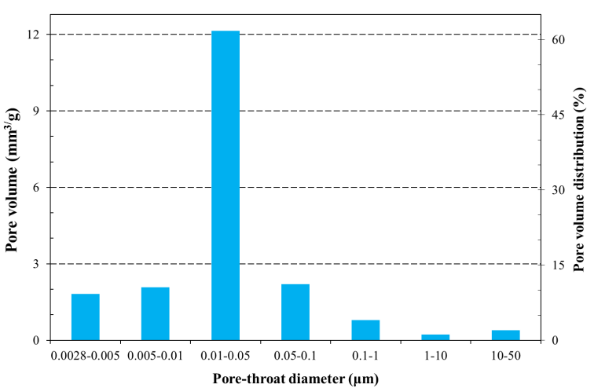 12
9
6
3
0
Pore volume (mm³/g)
60
45
30
15
0
Pore volume distribution (%)
0.0028-0.005 0.005-0.01 0.01-0.05 0.05-0.1 0.1-1 1-10 10-50
Pore-throat diameter (µm)